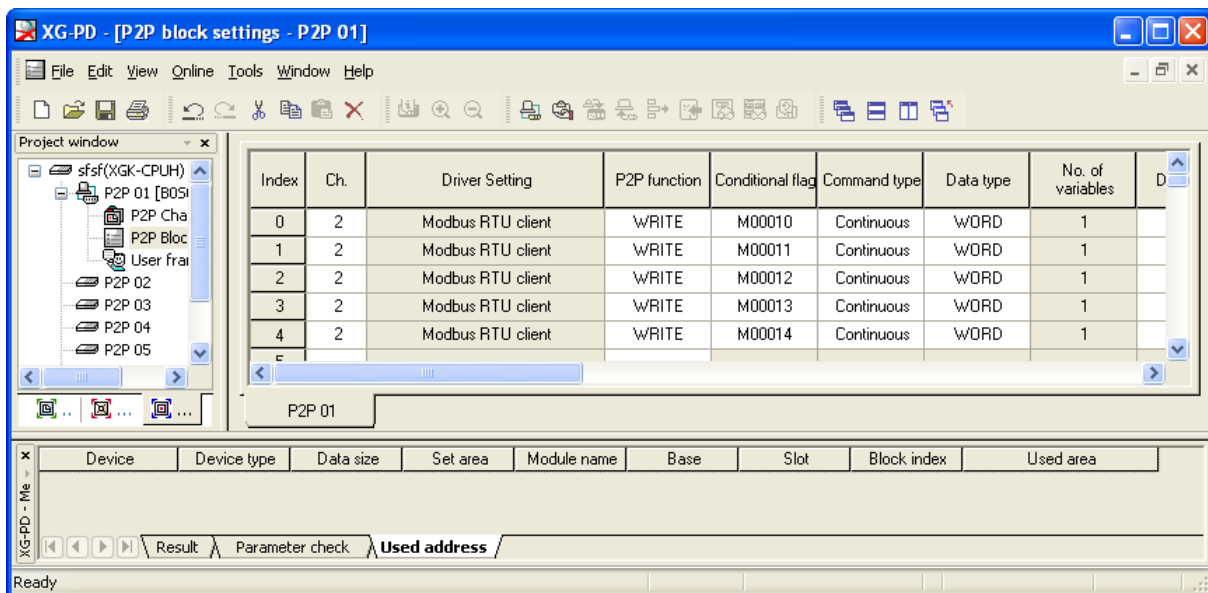 XG-PD - [P2P block settings - P2P 01]
File Edit View Online Tools Window Help
Project window
sfsf(XGK-CPUH)
P2P 01 [B0S
P2P Cha
P2P Bloc
User frai
P2P 02
P2P 03
P2P 04
P2P 05
.. ... ...
Index Ch. Driver Setting P2P function Conditional flag Command type Data type No. of variables D
0 2 Modbus RTU client WRITE M00010 Continuous WORD 1
1 2 Modbus RTU client WRITE M00011 Continuous WORD 1
2 2 Modbus RTU client WRITE M00012 Continuous WORD 1
3 2 Modbus RTU client WRITE M00013 Continuous WORD 1
4 2 Modbus RTU client WRITE M00014 Continuous WORD 1
P2P 01
XG-PD - Me
Device Device type Data size Set area Module name Base Slot Block index Used area
Result Parameter check Used address
Ready